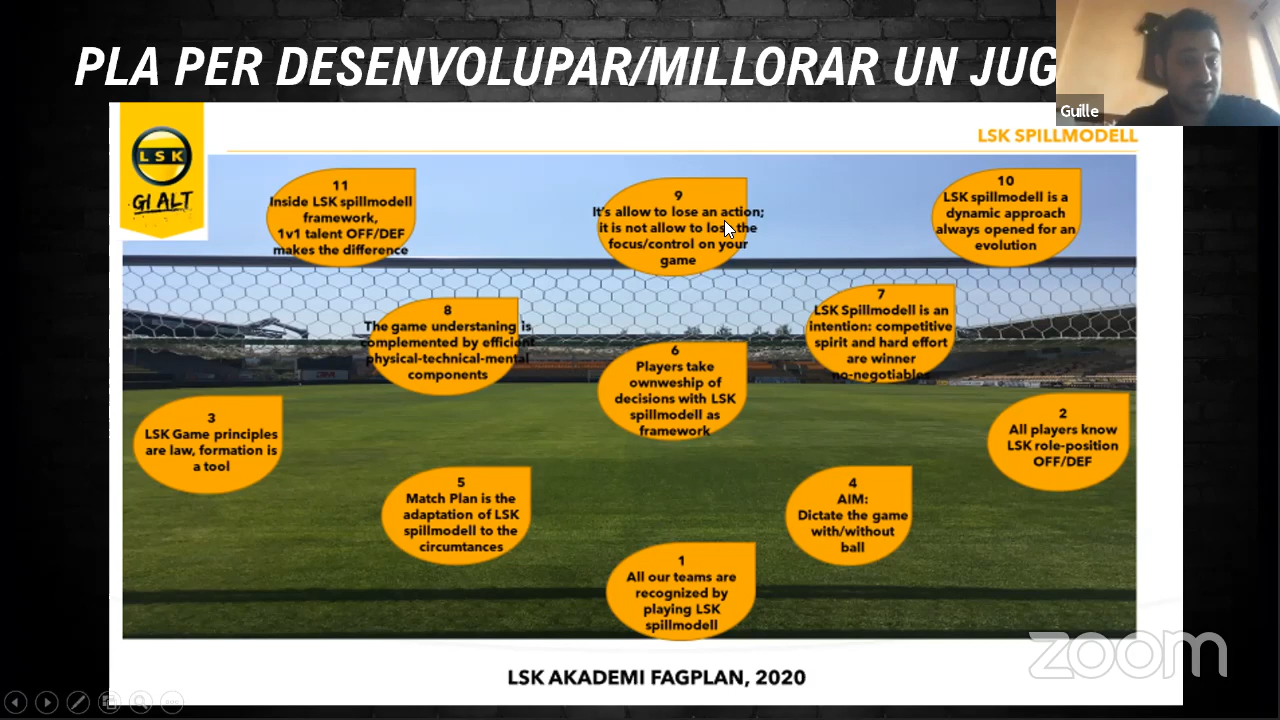 PLA PER DESENVOLUPAR/MILLORAR UN JUG
Guille
LSK
GI ALT
LSK SPILLMODELL
11
Inside LSK spillmodell
framework,
1v1 talent OFF/DEF
makes the difference
9
It's allow to lose an action;
it is not allow to lose the
focus/control on your
game
10
LSK spillmodell is a
dynamic approach
always opened for an
evolution
8
The game understaning is
complemented by efficient
physical-technical-mental
components
7
LSK Spillmodell is an
intention: competitive
spirit and hard effort
are winner
no-negotiables
6
Players take
ownweship of
decisions with LSK
spillmodell as
framework
3
LSK Game principles
are law, formation is
a tool
2
All players know
LSK role-position
OFF/DEF
5
Match Plan is the
adaptation of LSK
spillmodell to the
circumtances
4
AIM:
Dictate the game
with/without
ball
1
All our teams are
recognized by
playing LSK
spillmodell
zoom
LSK AKADEMI FAGPLAN, 2020